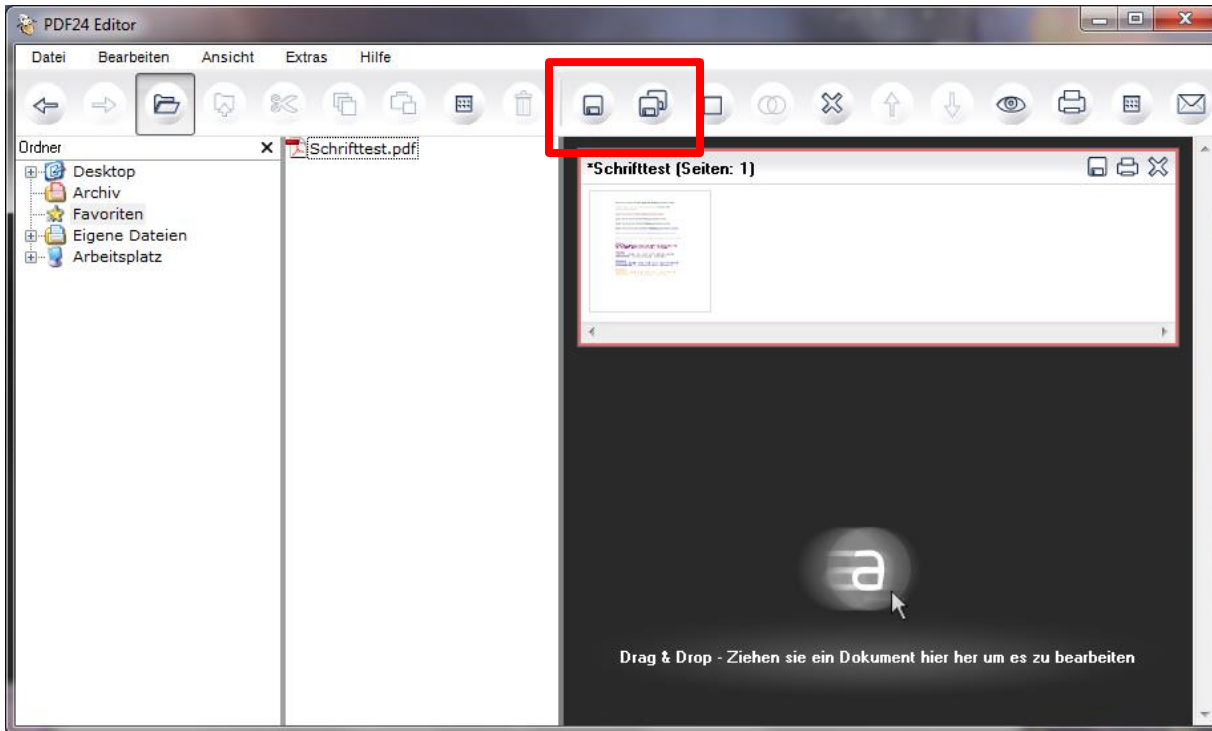 PDF24 Editor
Datei Bearbeiten Ansicht Extras Hilfe
Ordner
Desktop
Archiv
Favoriten
Eigene Dateien
Arbeitsplatz
Schrifttest.pdf
*Schrifttest (Seiten: 1)
a
Drag & Drop - Ziehen sie ein Dokument hier her um es zu bearbeiten